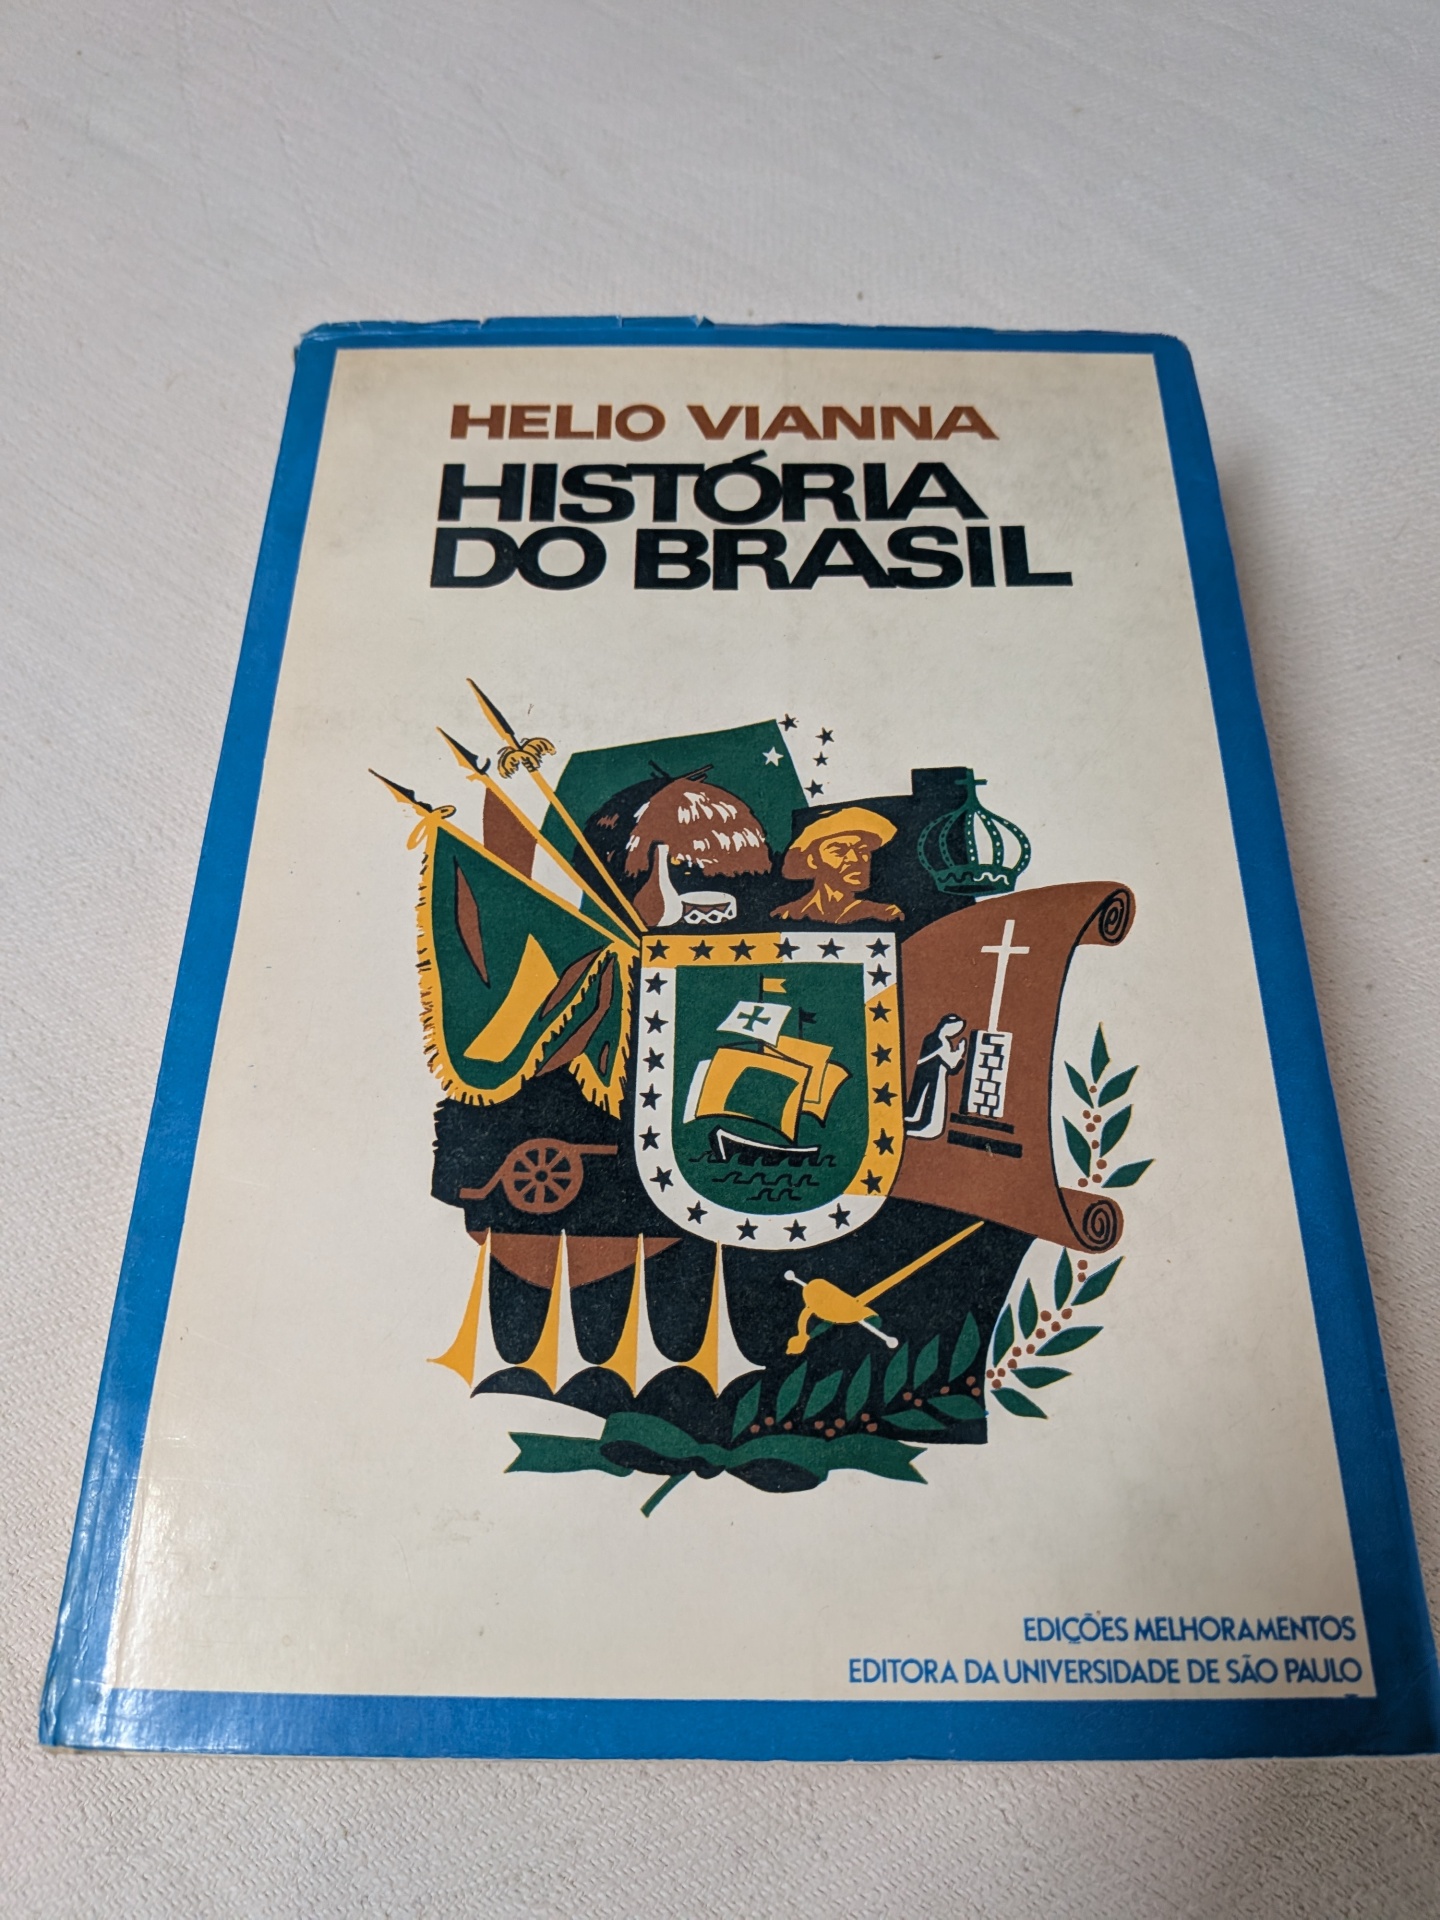 HELIO VIANNA
HISTÓRIA
DO BRASIL
EDIÇÕES MELHORAMENTOS
EDITORA DA UNIVERSIDADE DE SÃO PAULO